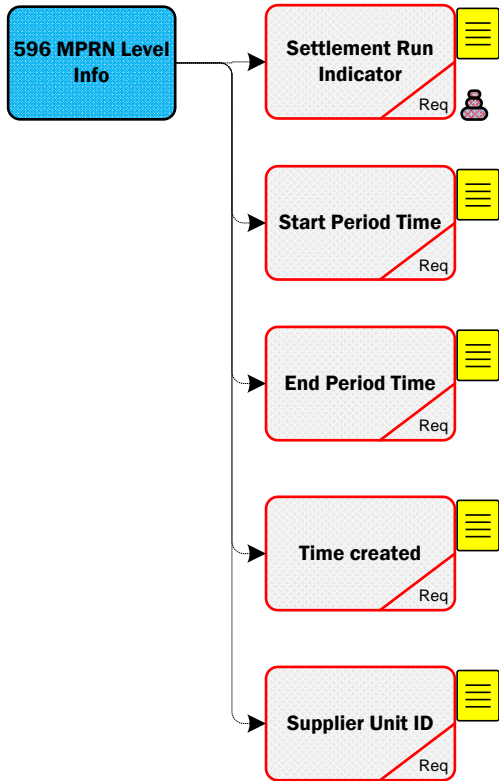 596 MPRN Level
Info
Settlement Run
Indicator
Req
Start Period Time
Req
End Period Time
Req
Time created
Req
Supplier Unit ID
Req